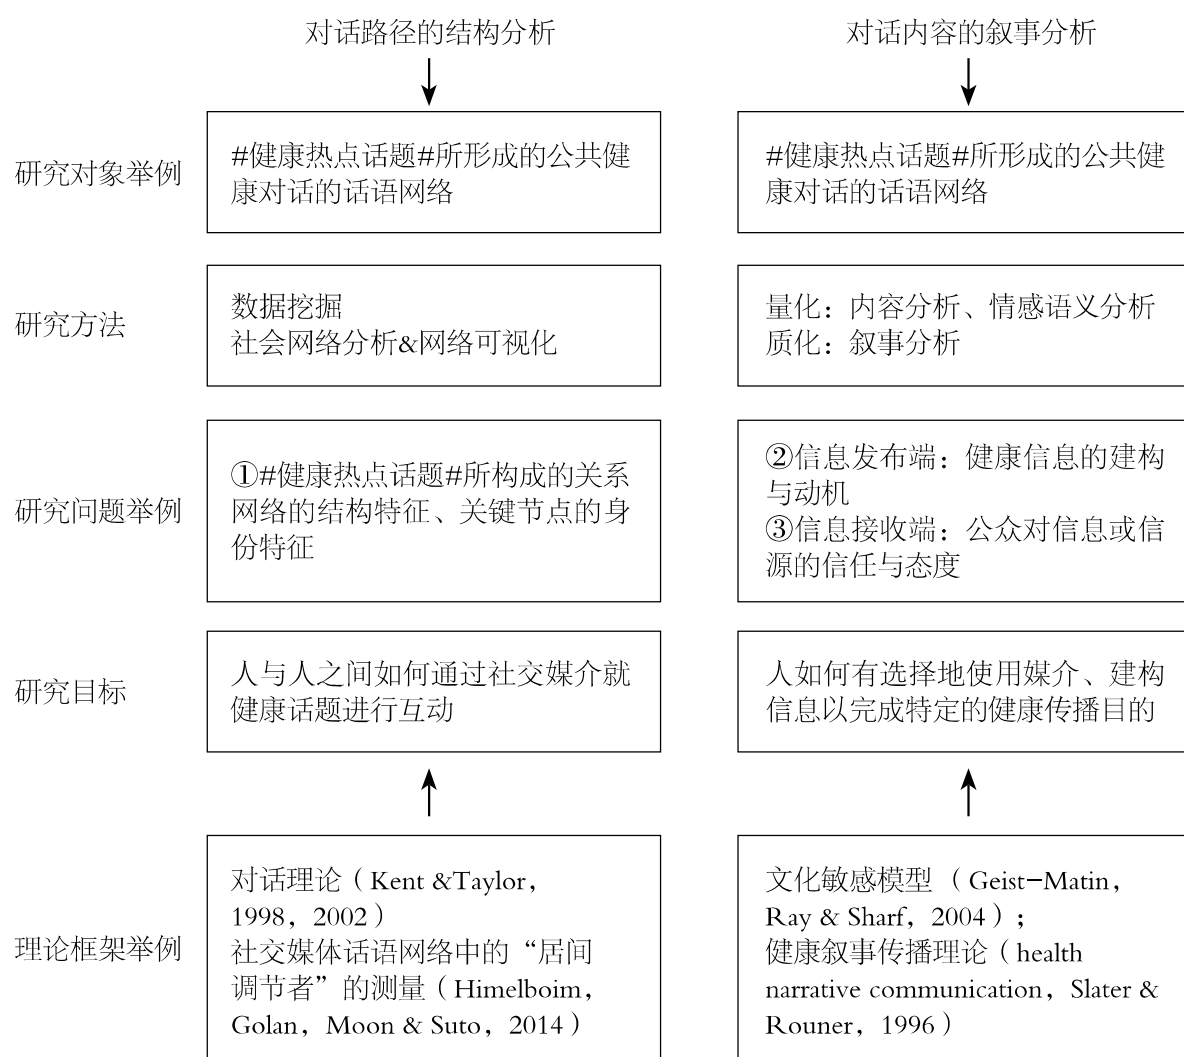 对话路径的结构分析
对话内容的叙事分析
研究对象举例
#健康热点话题#所形成的公共健
康对话的话语网络
#健康热点话题#所形成的公共健
康对话的话语网络
研究方法
数据挖掘
社会网络分析&网络可视化
量化：内容分析、情感语义分析
质化：叙事分析
研究问题举例
①#健康热点话题#所构成的关系
网络的结构特征、关键节点的身
份特征
②信息发布端：健康信息的建构
与动机
③信息接收端：公众对信息或信
源的信任与态度
研究目标
人与人之间如何通过社交媒介就
健康话题进行互动
人如何有选择地使用媒介、建构
信息以完成特定的健康传播目的
理论框架举例
对话理论（Kent &Taylor，
1998，2002）
社交媒体话语网络中的“居间
调节者”的测量（Himelboim，
Golan，Moon & Suto，2014）
文化敏感模型 （Geist-Matin，
Ray & Sharf，2004）；
健康叙事传播理论（health
narrative communication，Slater &
Rouner，1996）